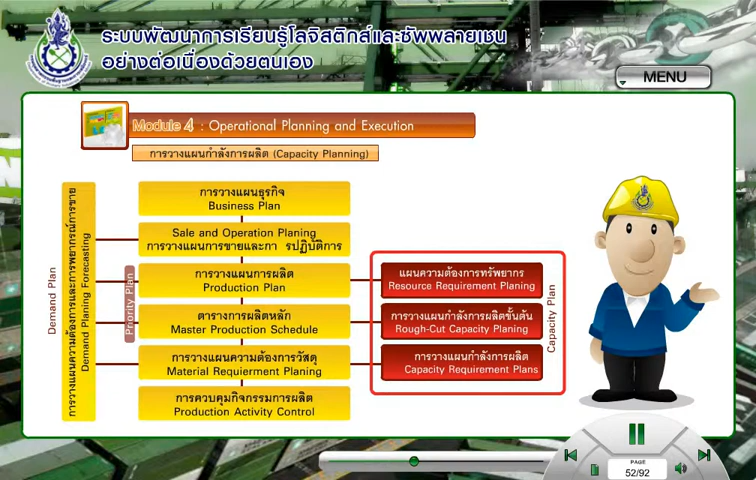 ระบบพัฒนาการเรียนรู้โลจิสติกส์และซัพพลายเชน
อย่างต่อเนื่องด้วยตนเอง
MENU
Module 4 : Operational Planning and Execution
การวางแผนกำลังการผลิต (Capacity Planning)
Demand Plan
การวางแผนความต้องการและการพยากรณ์การขาย
Demand Planing Forecasting
Priority Plan
การวางแผนธุรกิจ
Business Plan
Sale and Operation Planing
การวางแผนการขายและกา รปฏิบัติการ
การวางแผนการผลิต
Production Plan
ตารางการผลิตหลัก
Master Production Schedule
การวางแผนความต้องการวัสดุ
Material Requierment Planing
การควบคุมกิจกรรมการผลิต
Production Activity Control
แผนความต้องการทรัพยากร
Resource Requirement Planing
การวางแผนกำลังการผลิตขั้นต้น
Rough-Cut Capacity Planing
การวางแผนกำลังการผลิต
Capacity Requirement Plans
Capacity Plan
PAGE
52/92